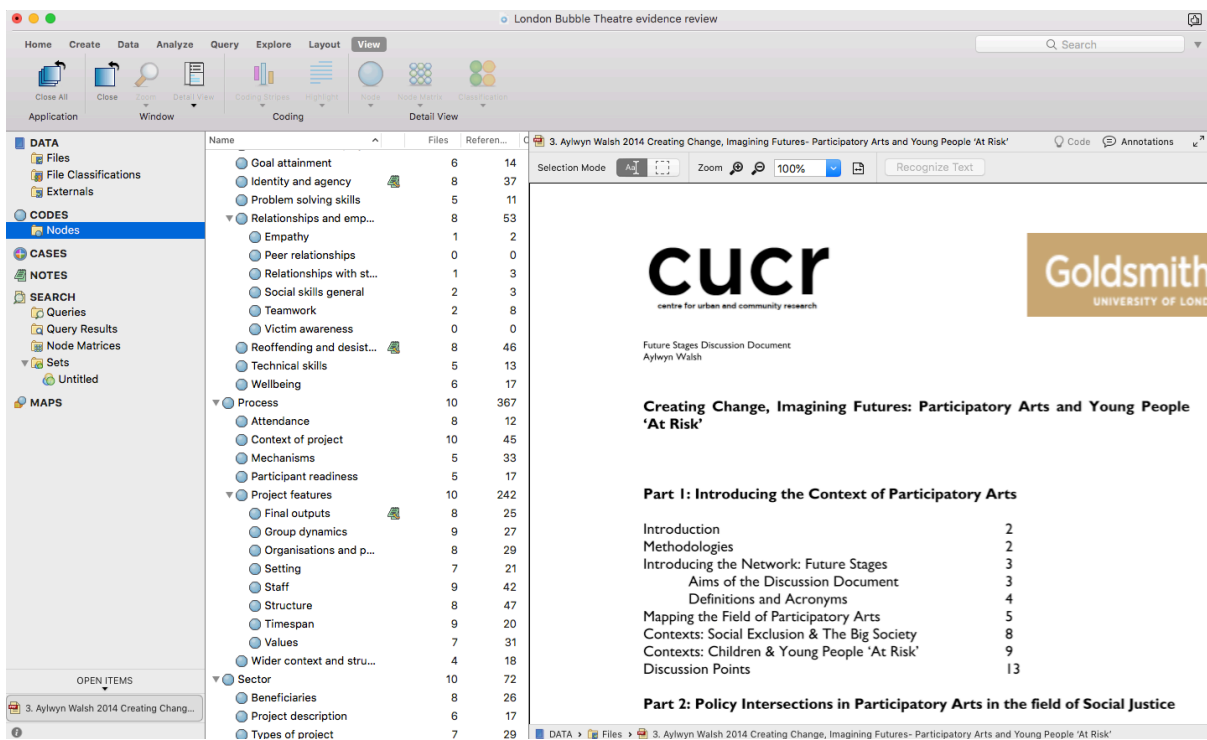 London Bubble Theatre evidence review
Home Create Data Analyze Query Explore Layout View
Search
Close All Close Zoom Detail View Coding Stripes Highlight Node Node Matrix Classification
Application Window Coding Detail View
DATA
Files
File Classifications
Externals
CODES
Nodes
CASES
NOTES
SEARCH
Queries
Query Results
Node Matrices
Sets
Untitled
MAPS
OPEN ITEMS
3. Aylwyn Walsh 2014 Creating Chang...
Name Files Referen... C
Goal attainment 6 14
Identity and agency 8 37
Problem solving skills 5 11
Relationships and emp... 8 53
Empathy 1 2
Peer relationships 0 0
Relationships with st... 1 3
Social skills general 2 3
Teamwork 2 8
Victim awareness 0 0
Reoffending and desist... 8 46
Technical skills 5 13
Wellbeing 6 17
Process 10 367
Attendance 8 12
Context of project 10 45
Mechanisms 5 33
Participant readiness 5 17
Project features 10 242
Final outputs 8 25
Group dynamics 9 27
Organisations and p... 8 29
Setting 7 21
Staff 9 42
Structure 8 47
Timespan 9 20
Values 7 31
Wider context and stru... 4 18
Sector 10 72
Beneficiaries 8 26
Project description 6 17
Types of project 7 29
3. Aylwyn Walsh 2014 Creating Change, Imagining Futures- Participatory Arts and Young People 'At Risk' Code Annotations
Selection Mode Aa Zoom 100% Recognize Text
cucr
centre for urban and community research
Goldsmith
UNIVERSITY OF LOND
Future Stages Discussion Document
Aylwyn Walsh
Creating Change, Imagining Futures: Participatory Arts and Young People
‘At Risk’
Part 1: Introducing the Context of Participatory Arts
Introduction 2
Methodologies 2
Introducing the Network: Future Stages 3
Aims of the Discussion Document 3
Definitions and Acronyms 4
Mapping the Field of Participatory Arts 5
Contexts: Social Exclusion & The Big Society 8
Contexts: Children & Young People ‘At Risk’ 9
Discussion Points 13
Part 2: Policy Intersections in Participatory Arts in the field of Social Justice
DATA › Files › 3. Aylwyn Walsh 2014 Creating Change, Imagining Futures- Participatory Arts and Young People 'At Risk'